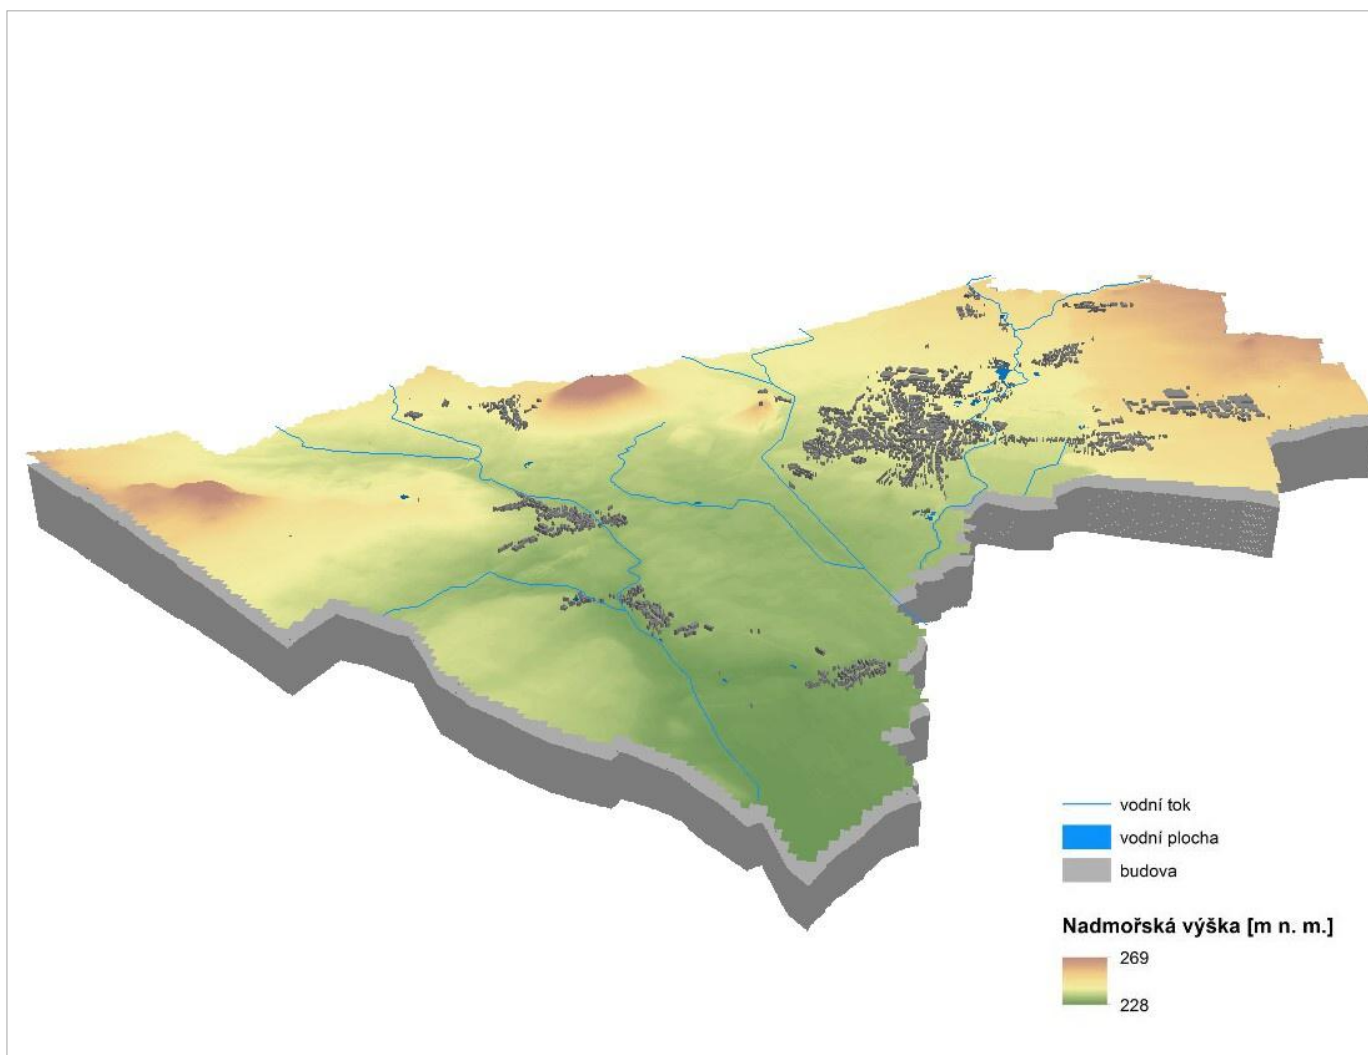 vodní tok
vodní plocha
budova
Nadmořská výška [m n. m.]
269
228